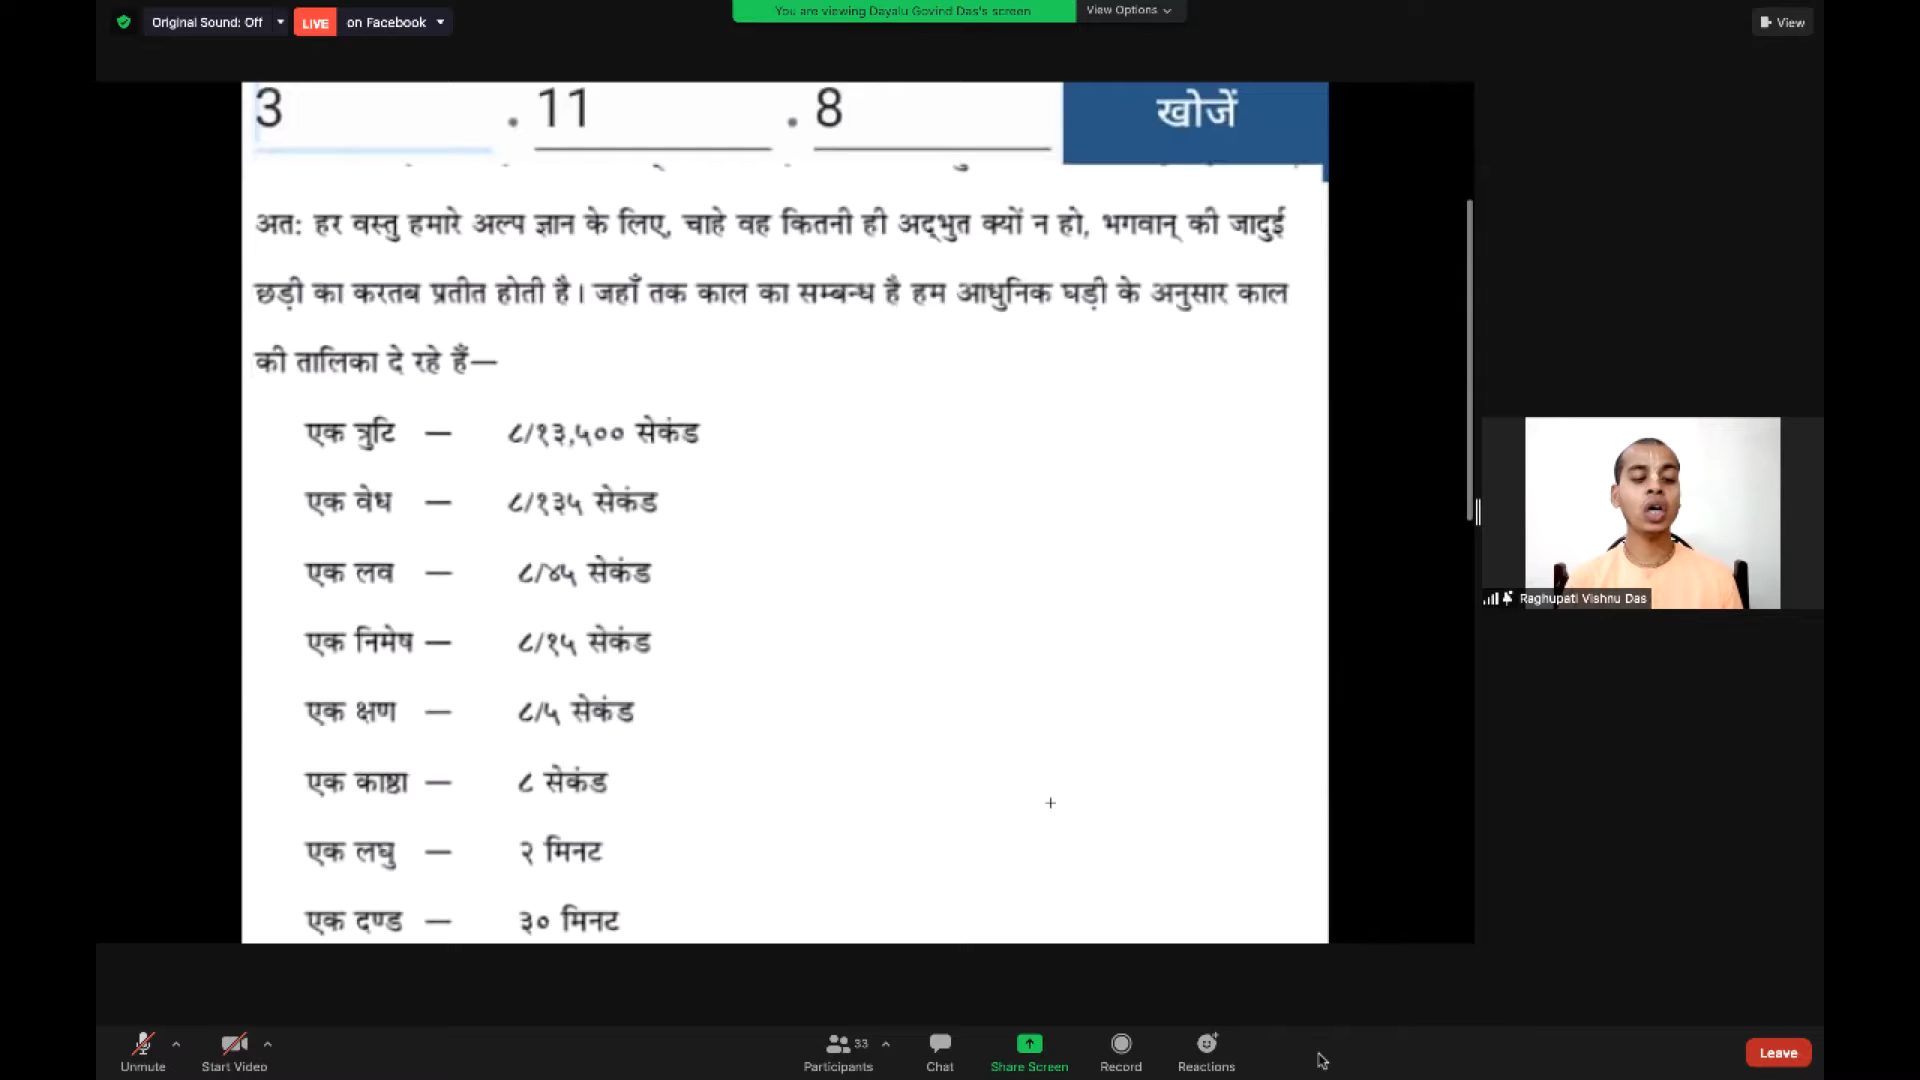 Original Sound: Off
LIVE on Facebook
You are viewing Dayalu Govind Das's screen
View Options
View
3 . 11 . 8
खोजें
अत: हर वस्तु हमारे अल्प ज्ञान के लिए, चाहे वह कितनी ही अद्भुत क्यों न हो, भगवान् की जादुई
छड़ी का करतब प्रतीत होती है। जहाँ तक काल का सम्बन्ध है हम आधुनिक घड़ी के अनुसार काल
की तालिका दे रहे हैं—
एक त्रुटि — ८/१३,५०० सेकंड
एक वेध — ८/१३५ सेकंड
एक लव — ८/४५ सेकंड
एक निमेष — ८/१५ सेकंड
एक क्षण — ८/५ सेकंड
एक काष्ठा — ८ सेकंड
एक लघु — २ मिनट
एक दण्ड — ३० मिनट
Raghupati Vishnu Das
Unmute
Start Video
33
Participants
Chat
Share Screen
Record
Reactions
Leave